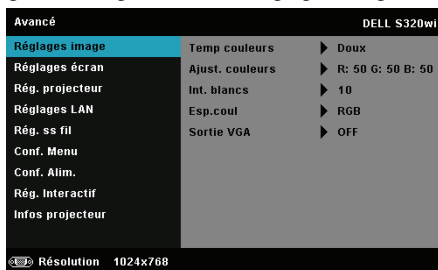 Avancé DELL S320wi
Réglages image Temp couleurs Doux
Réglages écran Ajust. couleurs R: 50 G: 50 B: 50
Rég. projecteur Int. blancs 10
Réglages LAN Esp.coul RGB
Rég. ss fil Sortie VGA OFF
Conf. Menu
Conf. Alim.
Rég. Interactif
Infos projecteur
Résolution 1024x768